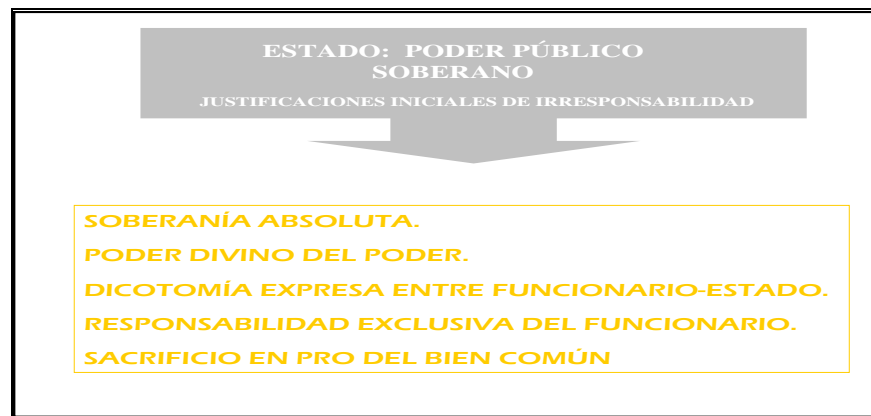 ESTADO: PODER PÚBLICO
SOBERANO
JUSTIFICACIONES INICIALES DE IRRESPONSABILIDAD
SOBERANÍA ABSOLUTA.
PODER DIVINO DEL PODER.
DICOTOMÍA EXPRESA ENTRE FUNCIONARIO-ESTADO.
RESPONSABILIDAD EXCLUSIVA DEL FUNCIONARIO.
SACRIFICIO EN PRO DEL BIEN COMÚN